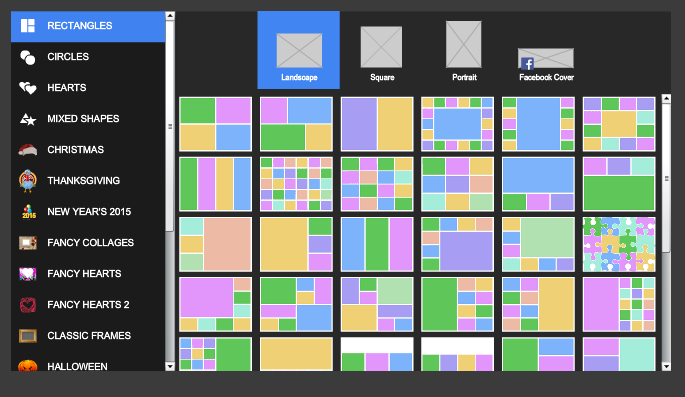 RECTANGLES
CIRCLES
HEARTS
MIXED SHAPES
CHRISTMAS
THANKSGIVING
NEW YEAR'S 2015
FANCY COLLAGES
FANCY HEARTS
FANCY HEARTS 2
CLASSIC FRAMES
HALLOWEEN
Landscape
Square
Portrait
Facebook Cover
f
2015